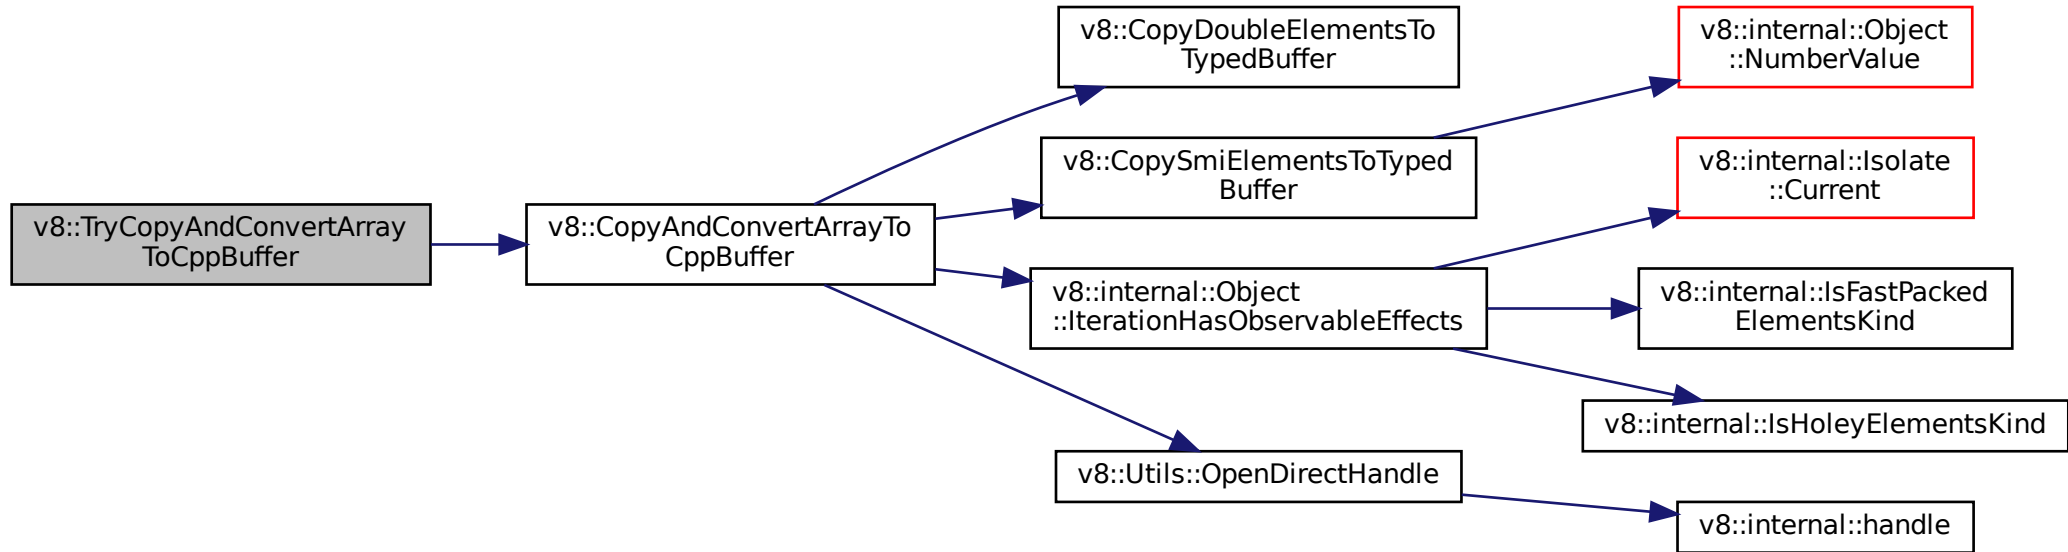 v8::TryCopyAndConvertArray
ToCppBuffer
v8::CopyAndConvertArrayTo
CppBuffer
v8::CopyDoubleElementsTo
TypedBuffer
v8::CopySmiElementsToTyped
Buffer
v8::internal::Object
::IterationHasObservableEffects
v8::Utils::OpenDirectHandle
v8::internal::Object
::NumberValue
v8::internal::Isolate
::Current
v8::internal::IsFastPacked
ElementsKind
v8::internal::IsHoleyElementsKind
v8::internal::handle